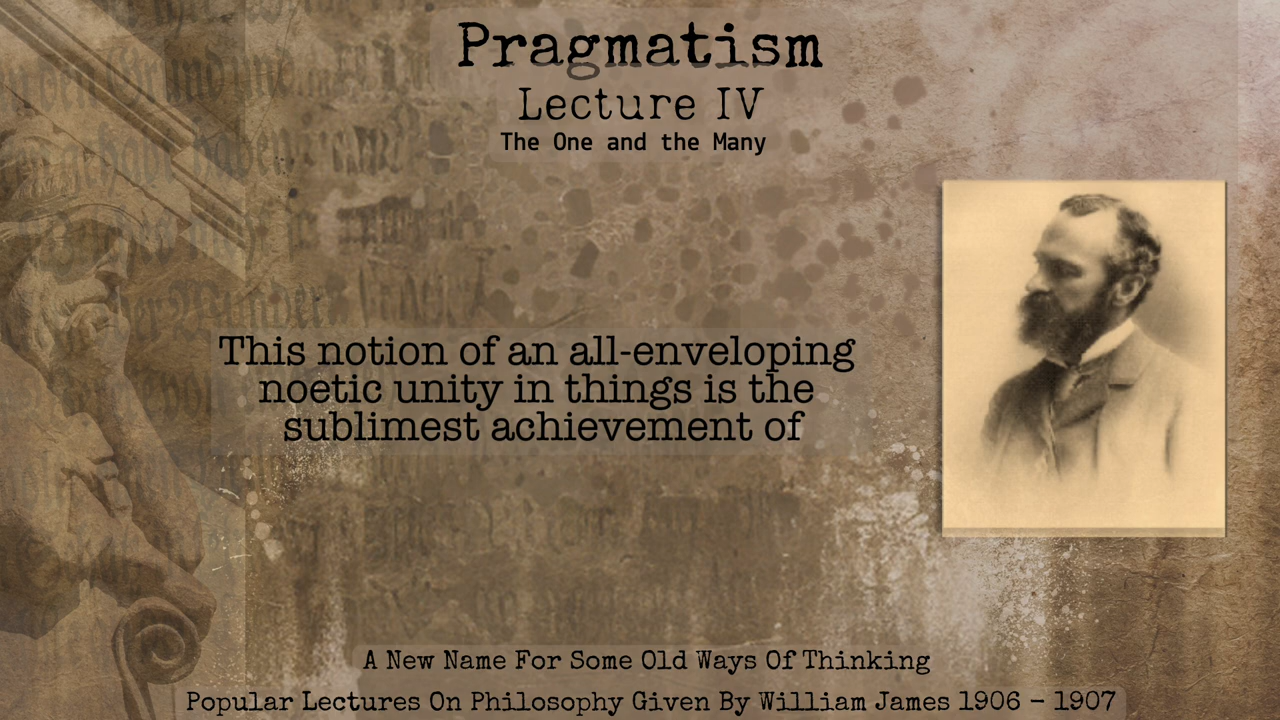 Pragmatism
Lecture IV
The One and the Many
This notion of an all-enveloping
noetic unity in things is the
sublimest achievement of
A New Name For Some Old Ways Of Thinking
Popular Lectures On Philosophy Given By William James 1906 – 1907